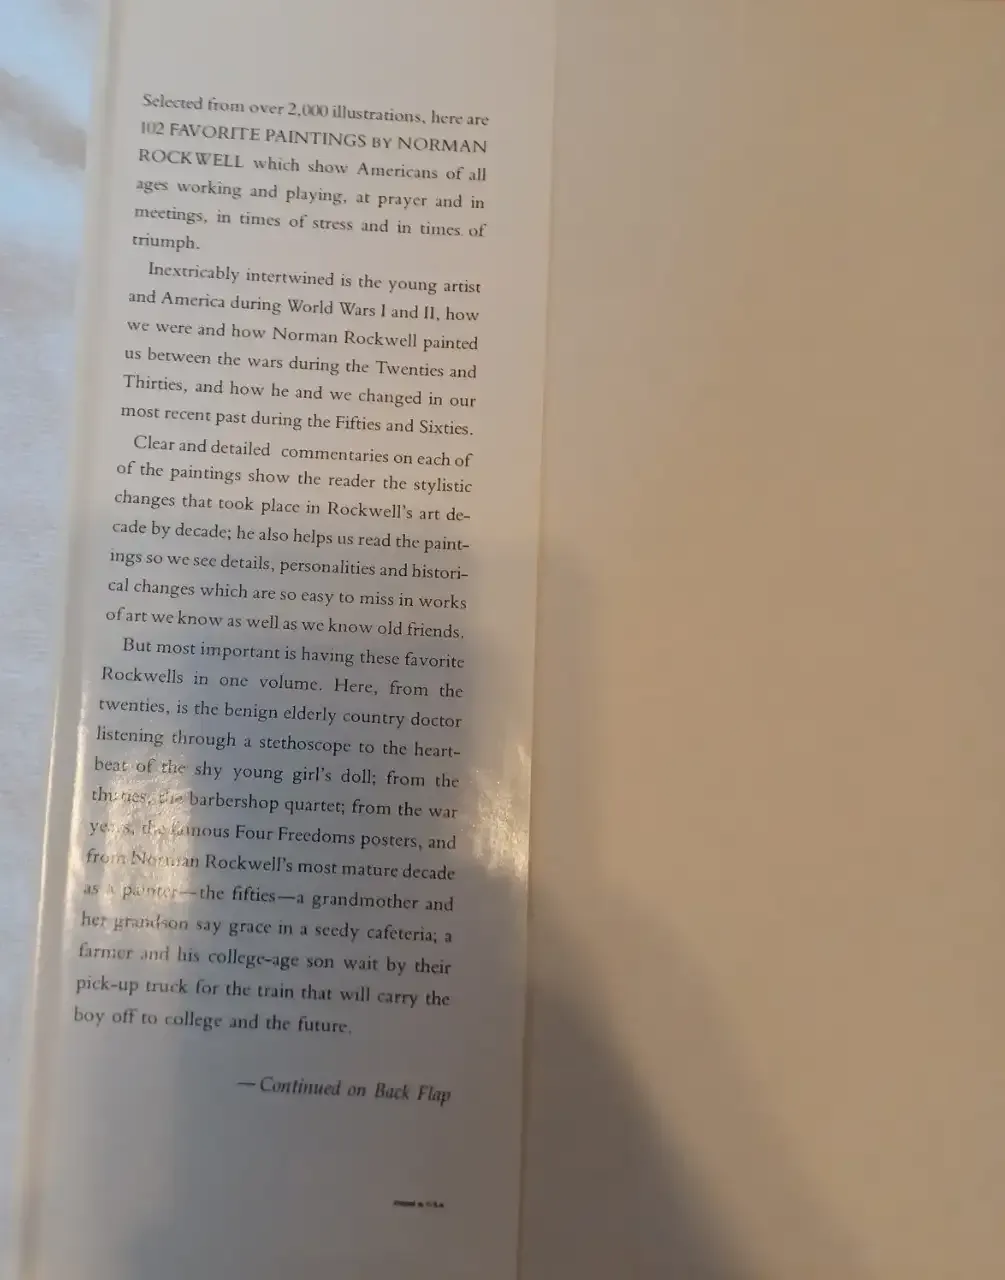 Selected from over 2,000 illustrations, here are
102 FAVORITE PAINTINGS BY NORMAN
ROCKWELL which show Americans of all
ages working and playing, at prayer and in
meetings, in times of stress and in times of
triumph.
Inextricably intertwined is the young artist
and America during World Wars I and II, how
we were and how Norman Rockwell painted
us between the wars during the Twenties and
Thirties, and how he and we changed in our
most recent past during the Fifties and Sixties.
Clear and detailed commentaries on each of
of the paintings show the reader the stylistic
changes that took place in Rockwell's art de-
cade by decade; he also helps us read the paint-
ings so we see details, personalities and histori-
cal changes which are so easy to miss in works
of art we know as well as we know old friends.
But most important is having these favorite
Rockwells in one volume. Here, from the
twenties, is the benign elderly country doctor
listening through a stethoscope to the heart-
beat of the shy young girl's doll; from the
thirties, the barbershop quartet; from the war
years, the famous Four Freedoms posters, and
from Norman Rockwell's most mature decade
as a painter—the fifties—a grandmother and
her grandson say grace in a seedy cafeteria; a
farmer and his college-age son wait by their
pick-up truck for the train that will carry the
boy off to college and the future.
—Continued on Back Flap
Printed in U.S.A.